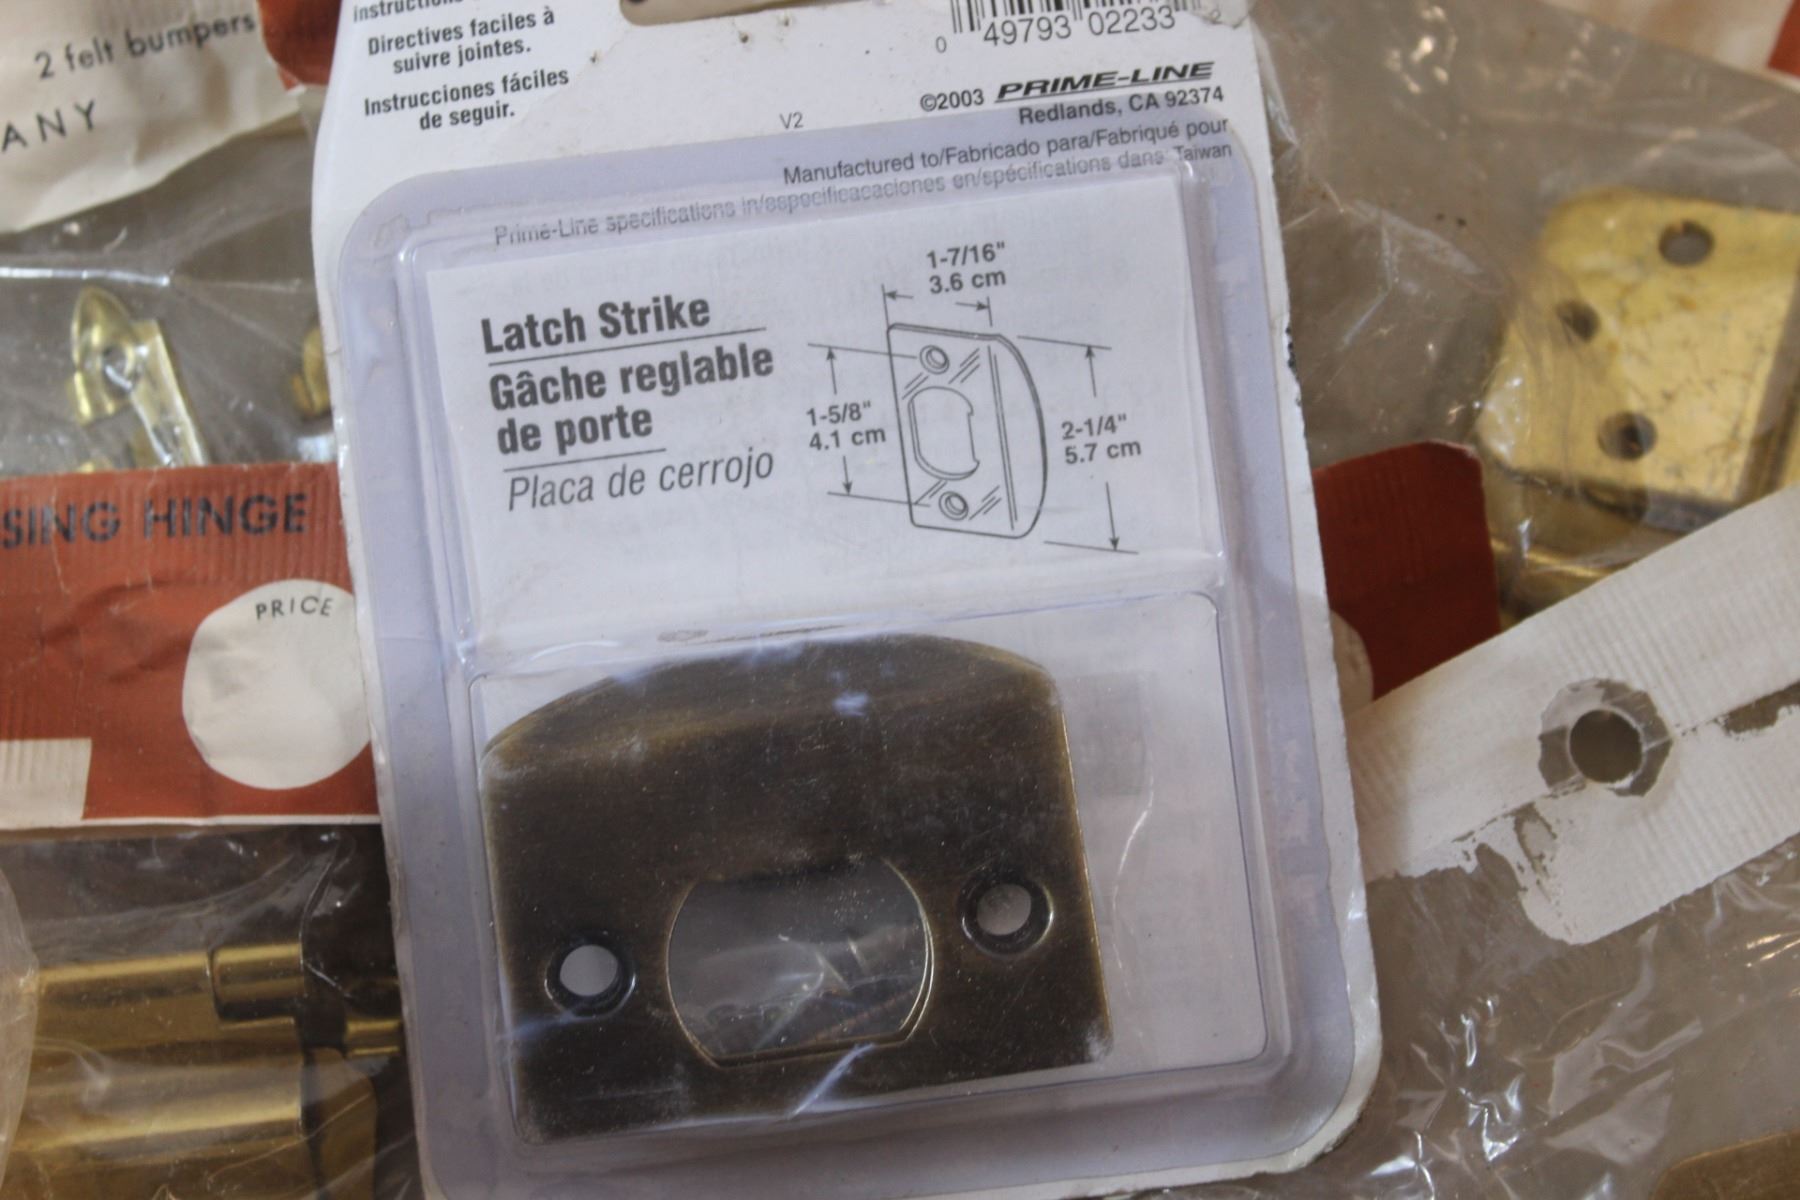 Directives faciles à
suivre jointes.
Instrucciones fáciles
de seguir.
V2
0 49793 02233 2
©2003 PRIME-LINE
Redlands, CA 92374
Manufactured to/Fabricado para/Fabriqué pour
Prime-Line specifications in/especificacaciones en/spécifications dans Taiwan
Latch Strike
Gâche reglable
de porte
Placa de cerrojo
1-7/16"
3.6 cm
1-5/8"
4.1 cm
2-1/4"
5.7 cm
2 felt bumpers
ANY
SING HINGE
PRICE